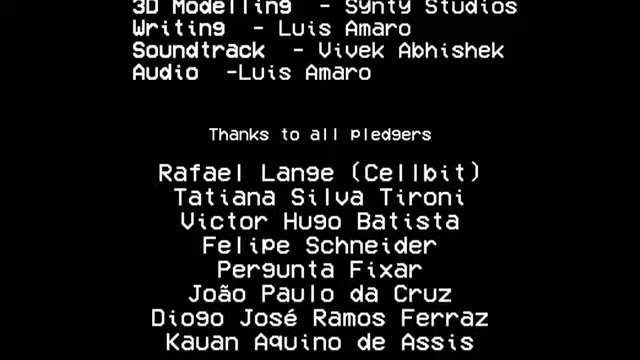 3D Modelling - Synty Studios
Writing - Luis Amaro
Soundtrack - Vivek Abhishek
Audio -Luis Amaro
Thanks to all pledgers
Rafael Lange (Cellbit)
Tatiana Silva Tironi
Victor Hugo Batista
Felipe Schneider
Pergunta Fixar
João Paulo da Cruz
Diogo José Ramos Ferraz
Kauan Aquino de Assis